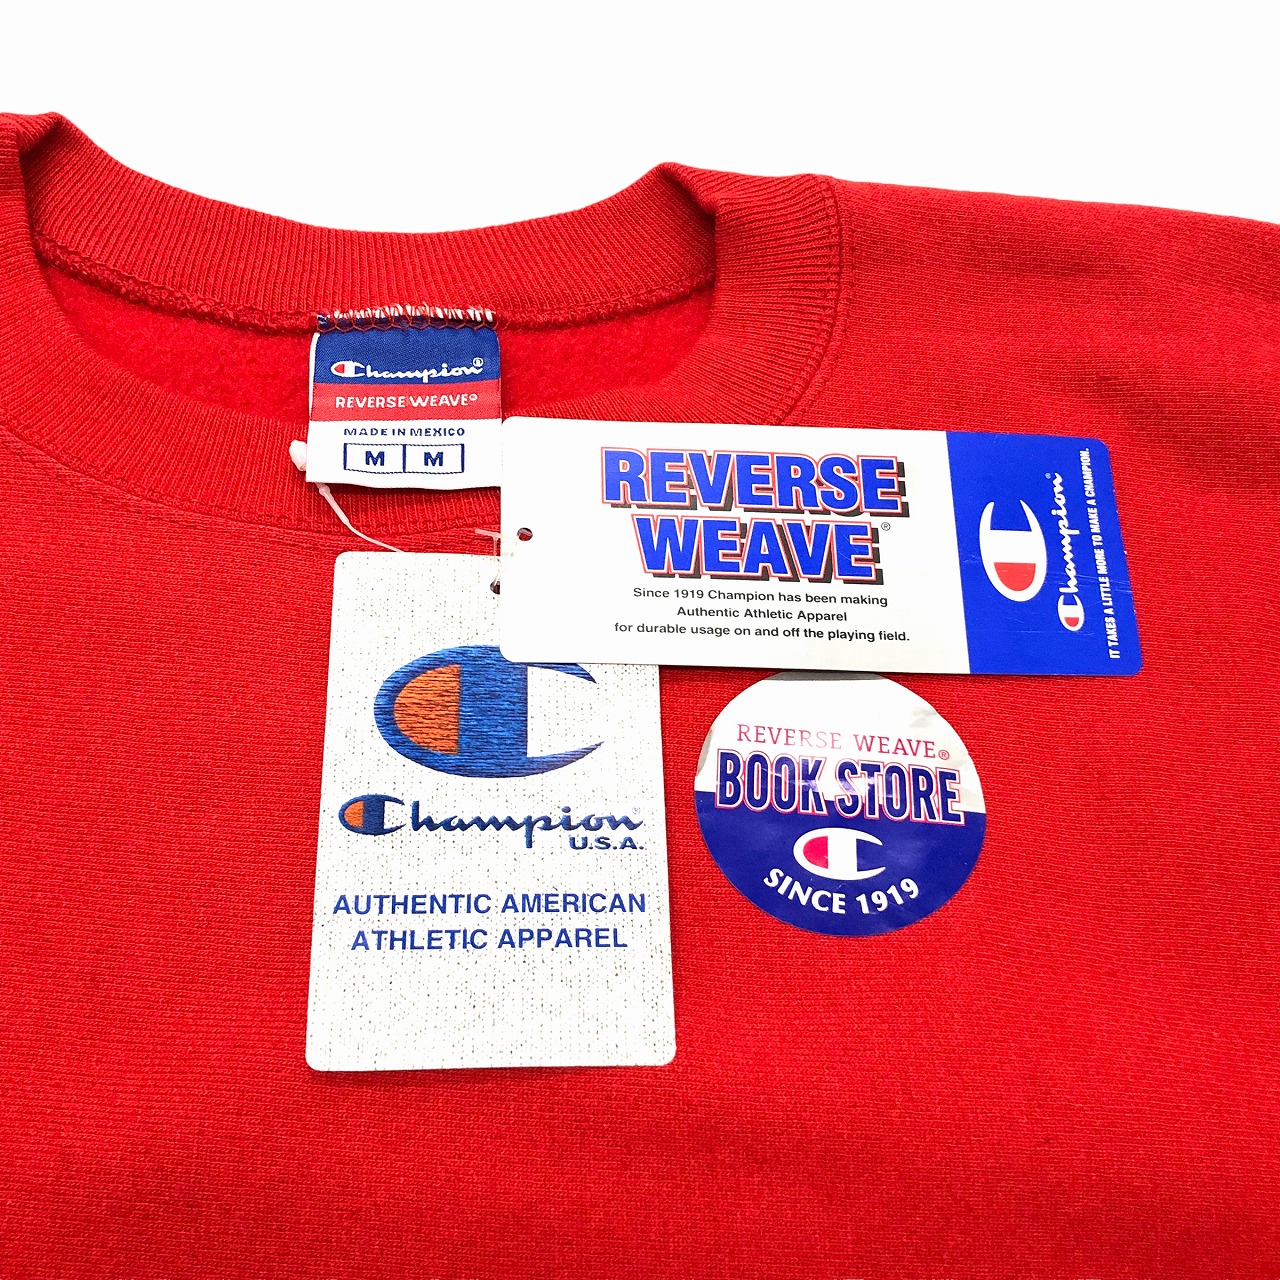 Champion®
REVERSE WEAVE®
MADE IN MEXICO
M M
REVERSE
WEAVE®
Since 1919 Champion has been making
Authentic Athletic Apparel
for durable usage on and off the playing field.
Champion
IT TAKES A LITTLE MORE TO MAKE A CHAMPION.
Champion®
U.S.A.
AUTHENTIC AMERICAN
ATHLETIC APPAREL
REVERSE WEAVE®
BOOK STORE
SINCE 1919